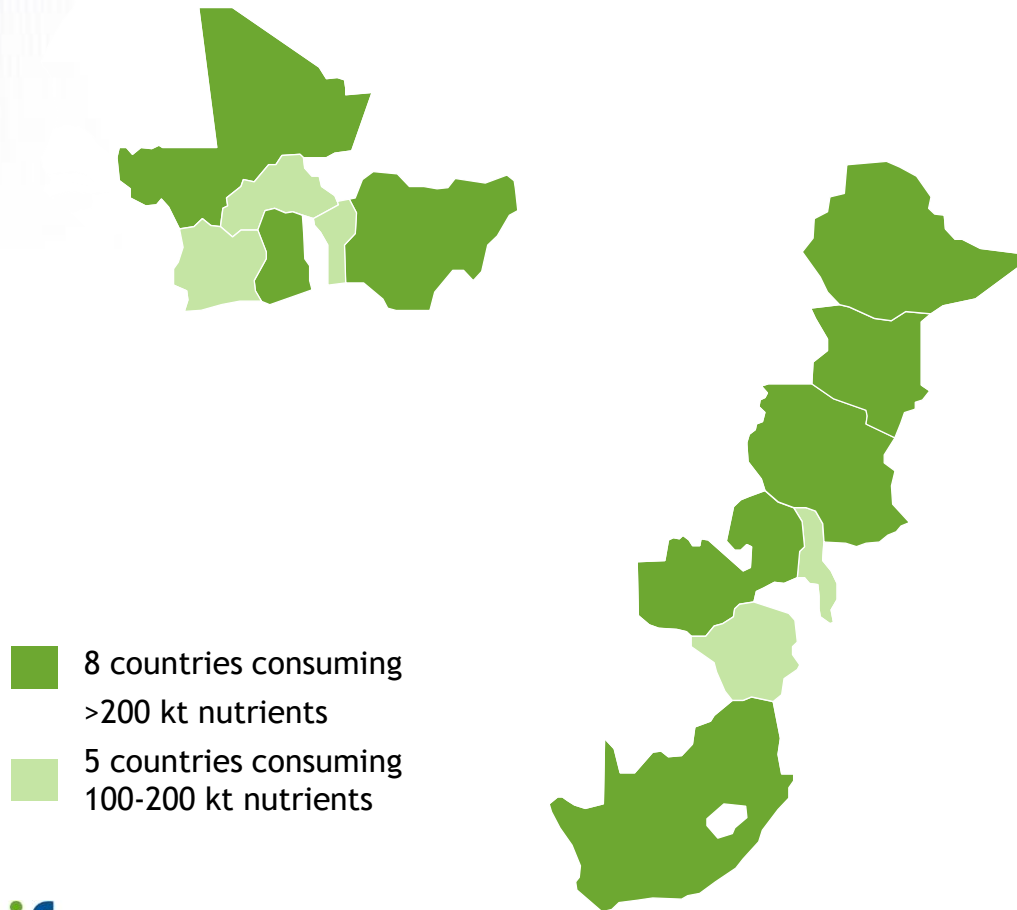 8 countries consuming
>200 kt nutrients
5 countries consuming
100-200 kt nutrients